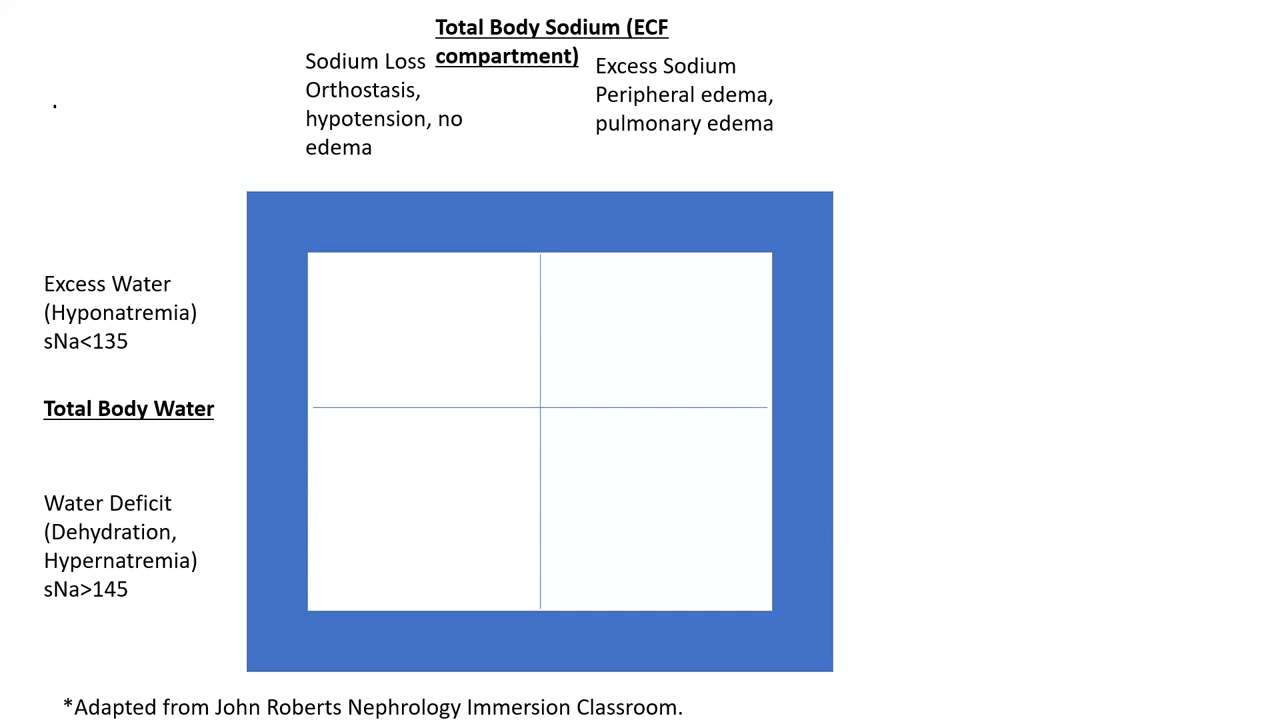 Total Body Sodium (ECF
compartment)
Sodium Loss
Orthostasis,
hypotension, no
edema
Excess Sodium
Peripheral edema,
pulmonary edema
.
Excess Water
(Hyponatremia)
sNa<135
Total Body Water
Water Deficit
(Dehydration,
Hypernatremia)
sNa>145
*Adapted from John Roberts Nephrology Immersion Classroom.